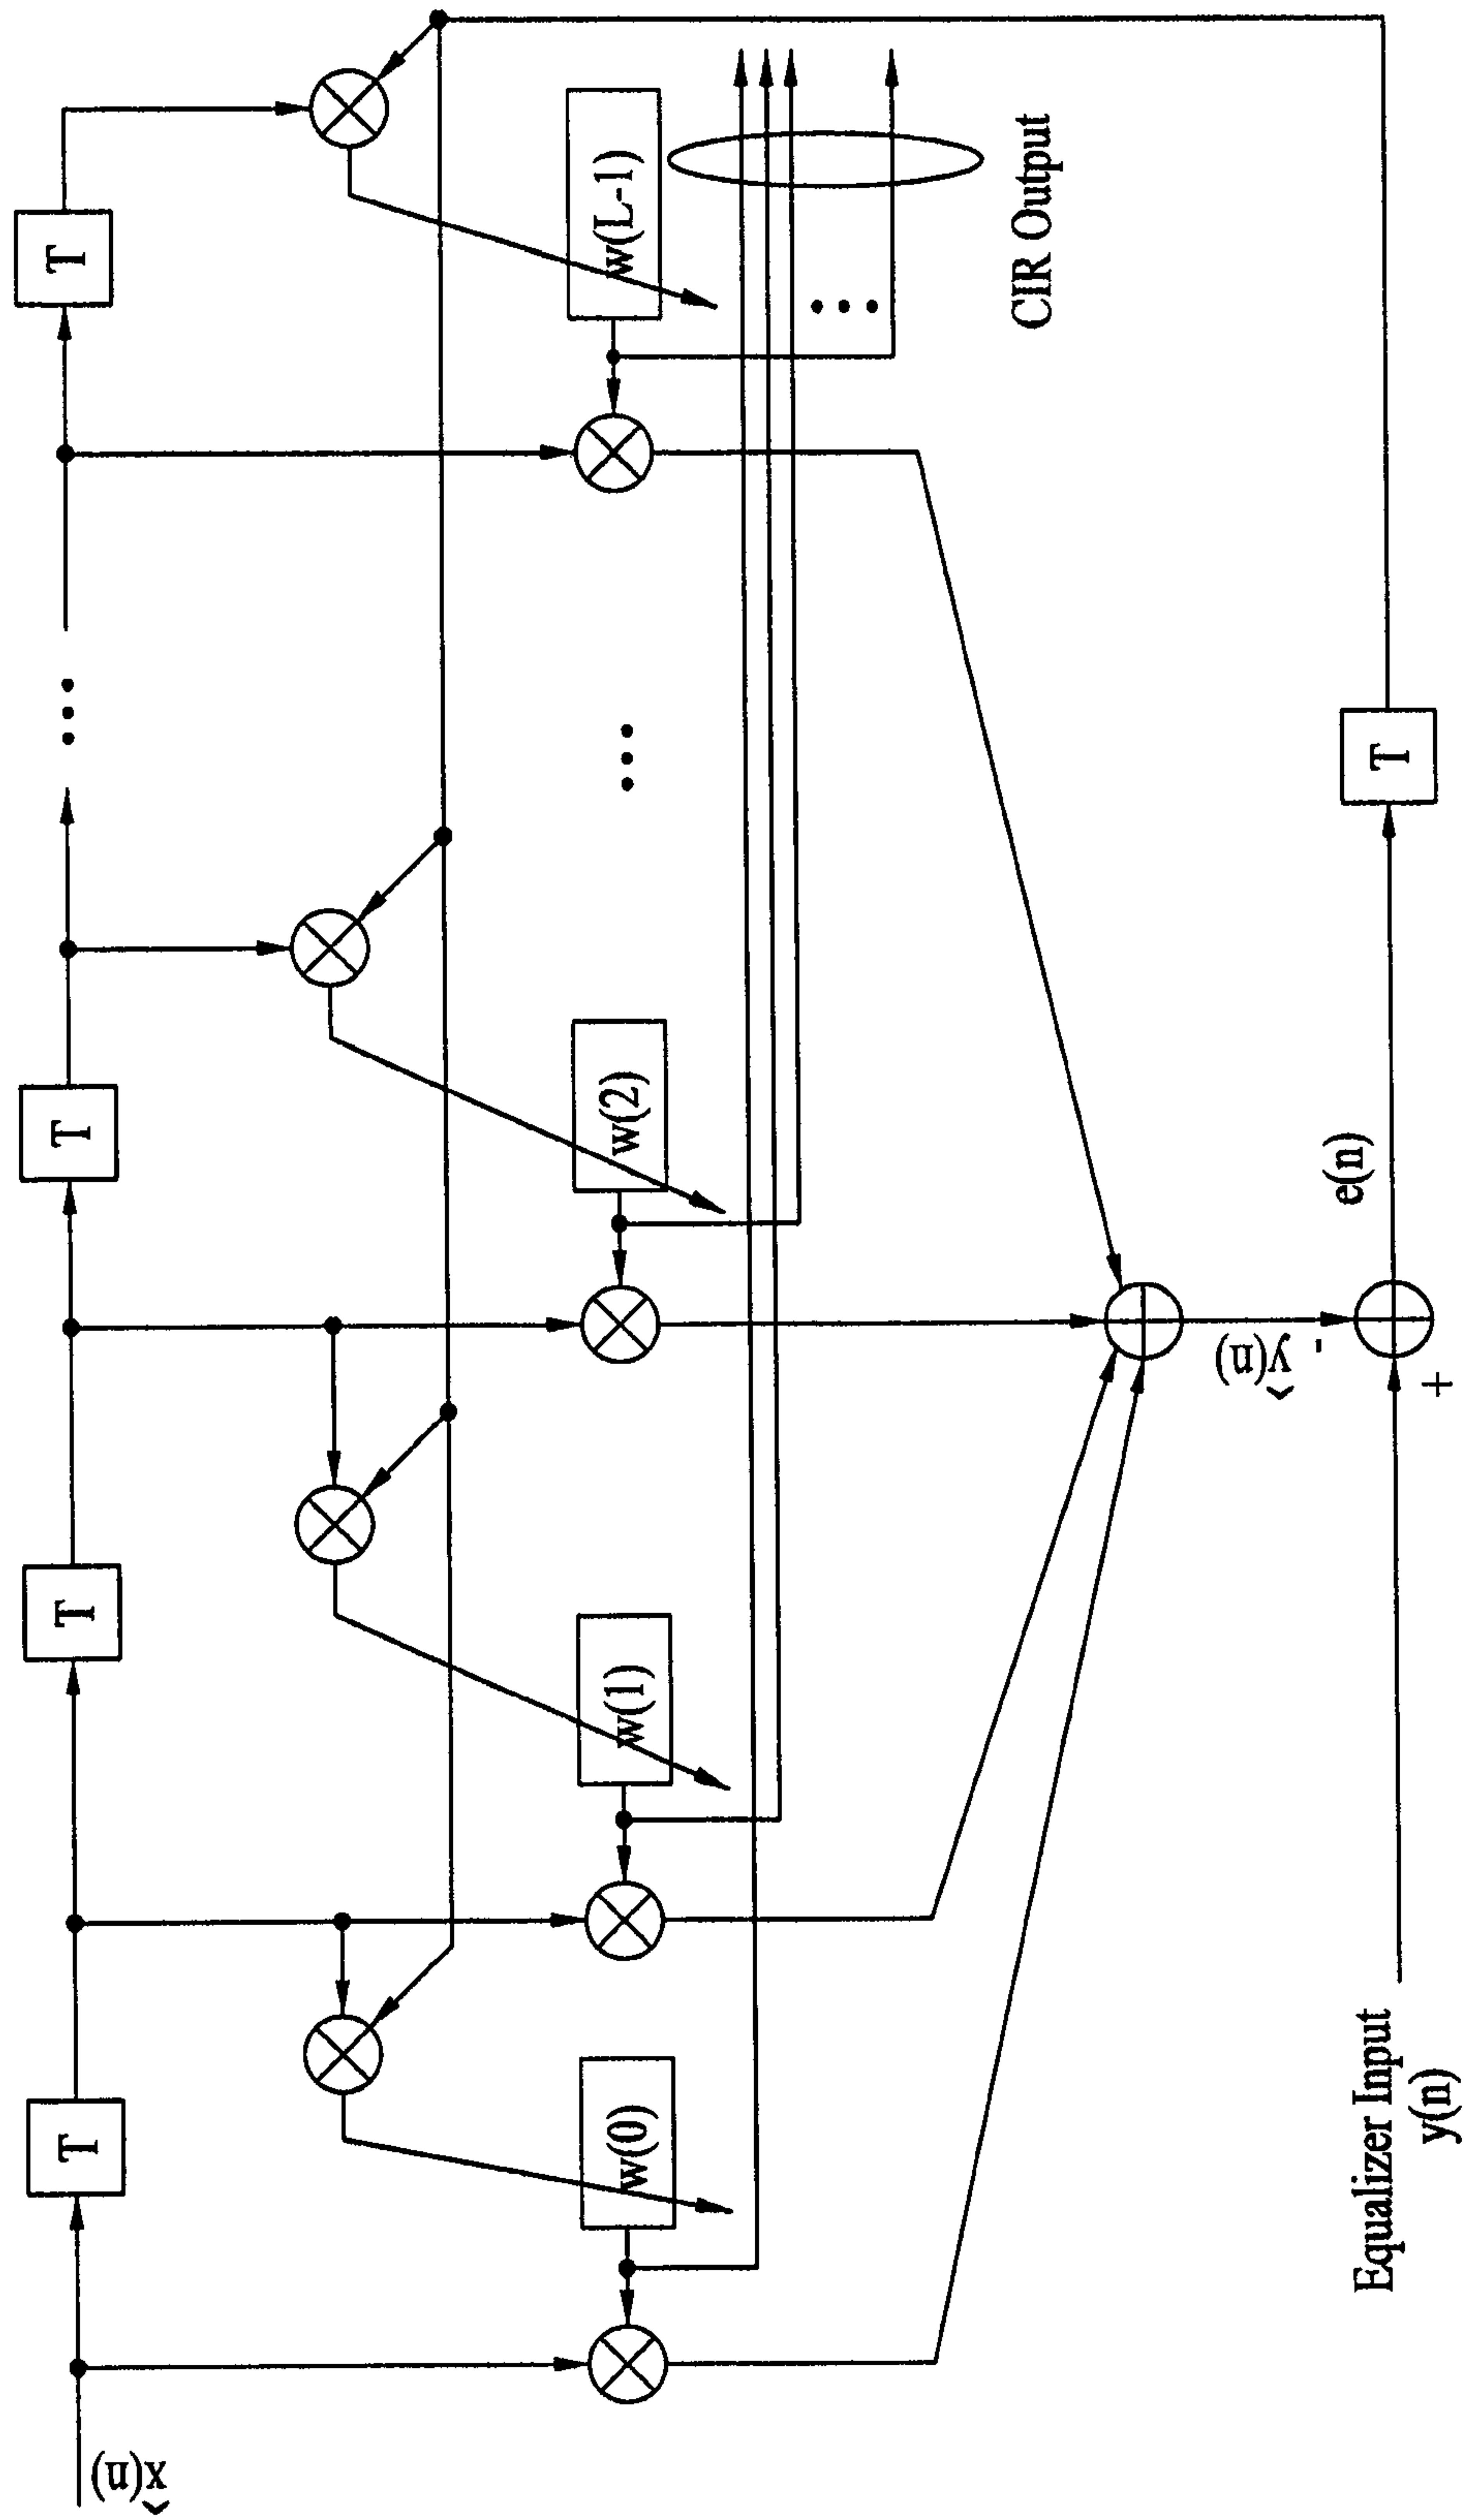 x̂(n)
T
T
T
...
T
w(0)
w(1)
w(2)
...
w(L-1)
...
CIR Output
ŷ(n)
-
+
e(n)
T
Equalizer Input
y(n)